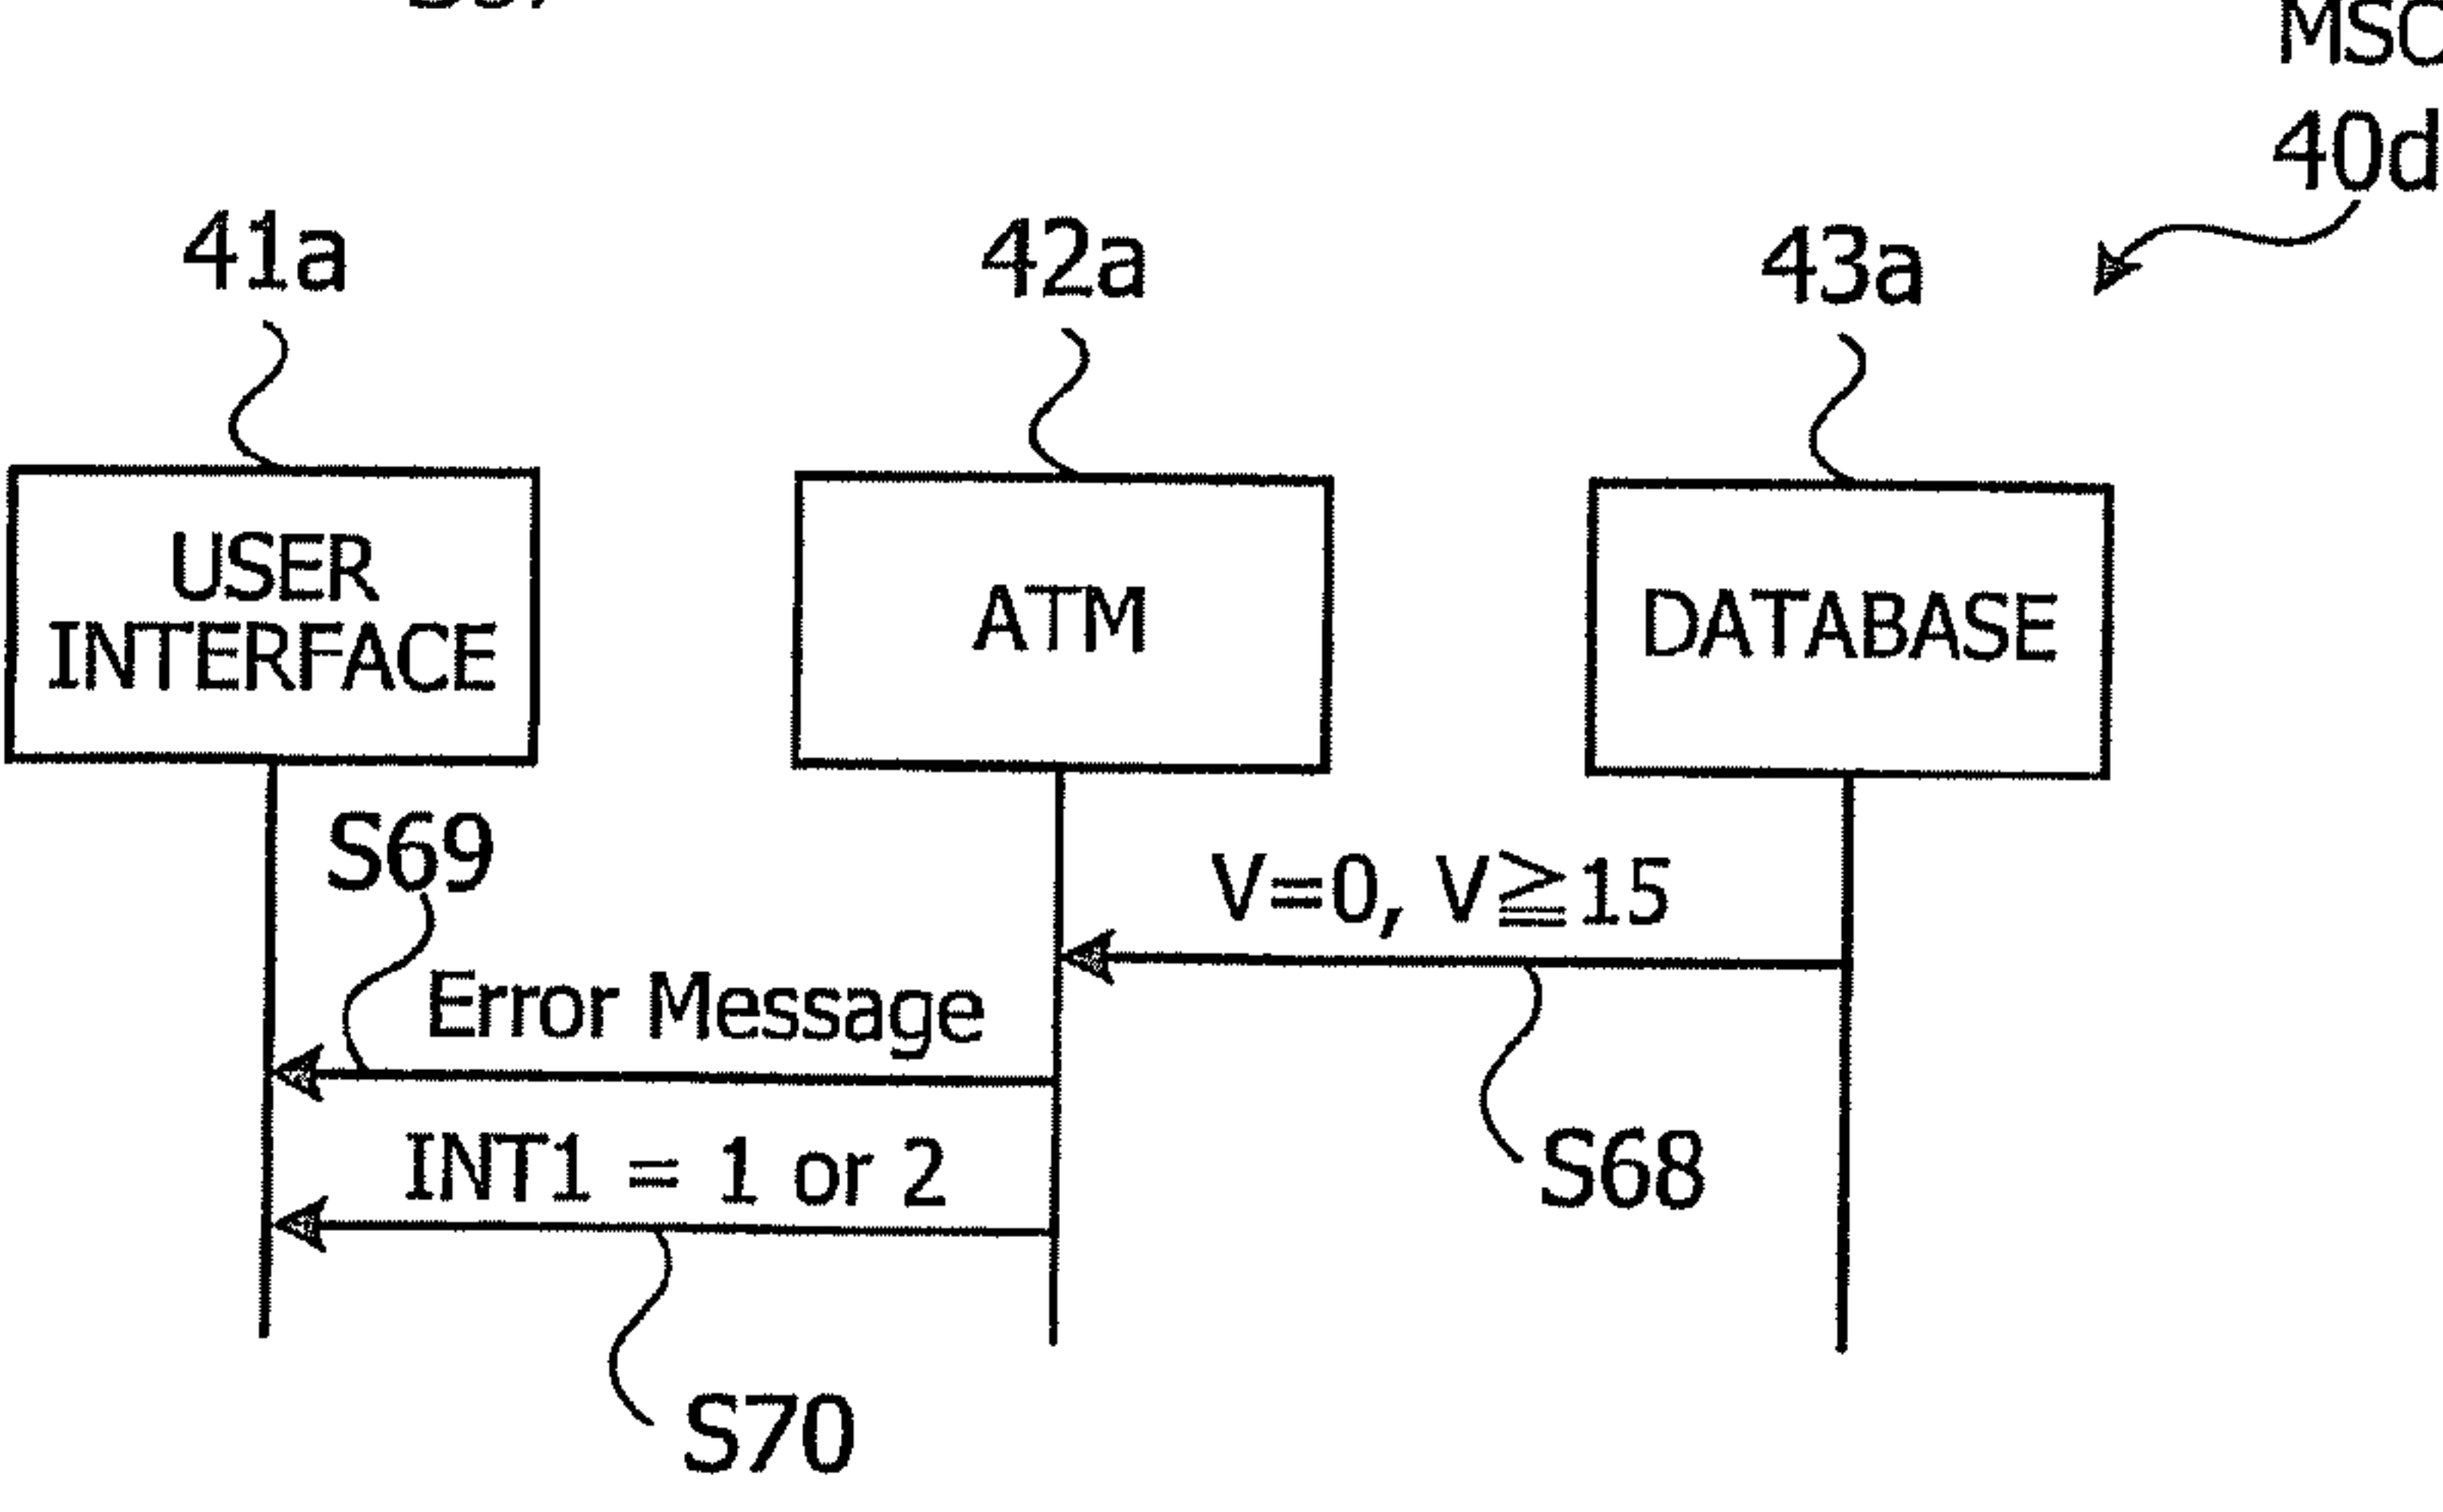 MSC
40d
41a
42a
43a
USER
INTERFACE
ATM
DATABASE
S69
V=0, V≧15
Error Message
INT1 = 1 or 2
S68
S70